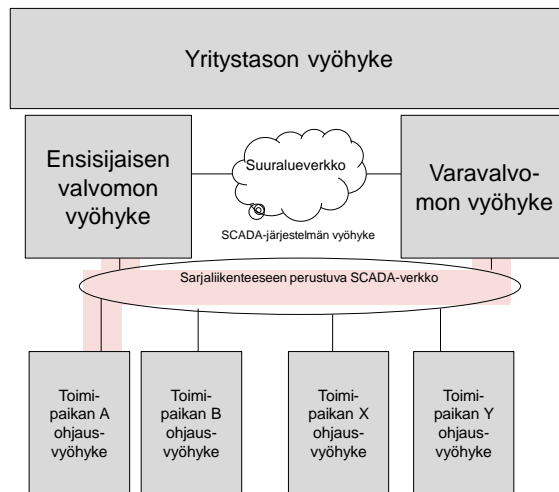 Yritystason vyöhyke
Ensisijaisen
valvomon
vyöhyke
Suuralueverkko
Varavalvo-
mon vyöhyke
SCADA-järjestelmän vyöhyke
Sarjaliikenteeseen perustuva SCADA-verkko
Toimi-
paikan A
ohjaus-
vyöhyke
Toimi-
paikan B
ohjaus-
vyöhyke
Toimi-
paikan X
ohjaus-
vyöhyke
Toimi-
paikan Y
ohjaus-
vyöhyke